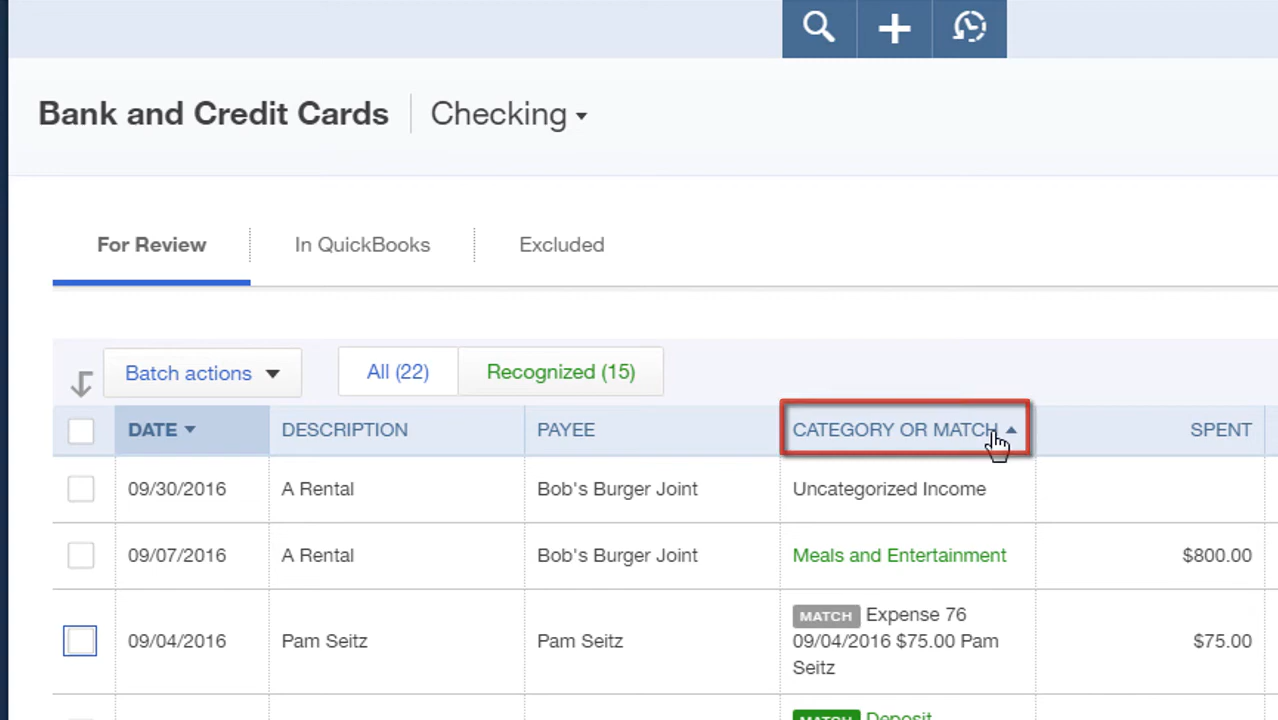 Bank and Credit Cards Checking
For Review In QuickBooks Excluded
Batch actions All (22) Recognized (15)
DATE DESCRIPTION PAYEE CATEGORY OR MATCH SPENT
09/30/2016 A Rental Bob's Burger Joint Uncategorized Income
09/07/2016 A Rental Bob's Burger Joint Meals and Entertainment $800.00
MATCH Expense 76
09/04/2016 Pam Seitz Pam Seitz 09/04/2016 $75.00 Pam $75.00
Seitz
MATCH Deposit